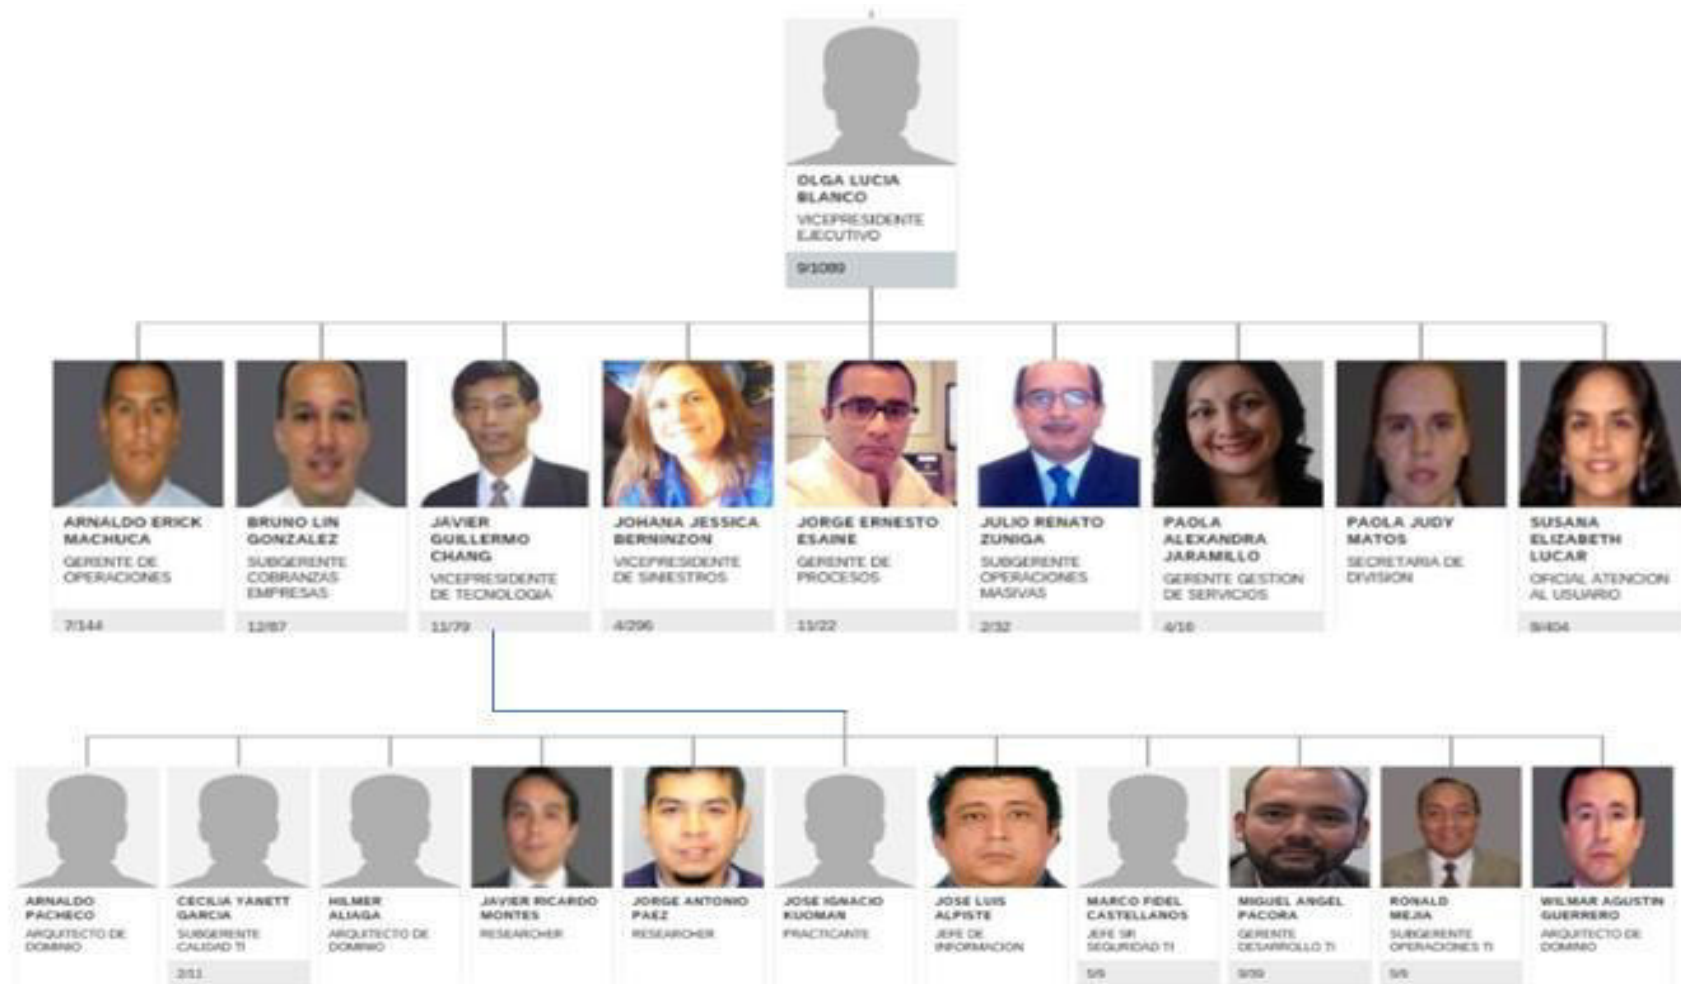 OLGA LUCIA
BLANCO
VICEPRESIDENTE
EJECUTIVO
9/1089
ARNALDO ERICK
MACHUCA
GERENTE DE
OPERACIONES
7/144
BRUNO LIN
GONZALEZ
SUBGERENTE
COBRANZAS
EMPRESAS
12/87
JAVIER
GUILLERMO
CHANG
VICEPRESIDENTE
DE TECNOLOGIA
11/79
JOHANA JESSICA
BERNINZON
VICEPRESIDENTE
DE SINIESTROS
4/296
JORGE ERNESTO
ESAINE
GERENTE DE
PROCESOS
11/22
JULIO RENATO
ZUNIGA
SUBGERENTE
OPERACIONES
MASIVAS
2/32
PAOLA
ALEXANDRA
JARAMILLO
GERENTE GESTION
DE SERVICIOS
4/16
PAOLA JUDY
MATOS
SECRETARIA DE
DIVISION
SUSANA
ELIZABETH
LUCAR
OFICIAL ATENCION
AL USUARIO
9/404
ARNALDO
PACHECO
ARQUITECTO DE
DOMINIO
CECILIA YANETT
GARCIA
SUBGERENTE
CALIDAD TI
2/11
HILMER
ALIAGA
ARQUITECTO DE
DOMINIO
JAVIER RICARDO
MONTES
RESEARCHER
JORGE ANTONIO
PAEZ
RESEARCHER
JOSE IGNACIO
KUOMAN
PRACTICANTE
JOSE LUIS
ALPISTE
JEFE DE
INFORMACION
MARCO FIDEL
CASTELLANOS
JEFE SR
SEGURIDAD TI
MIGUEL ANGEL
PACORA
GERENTE
DESARROLLO TI
9/39
RONALD
MEJIA
SUBGERENTE
OPERACIONES TI
WILMAR AGUSTIN
GUERRERO
ARQUITECTO DE
DOMINIO